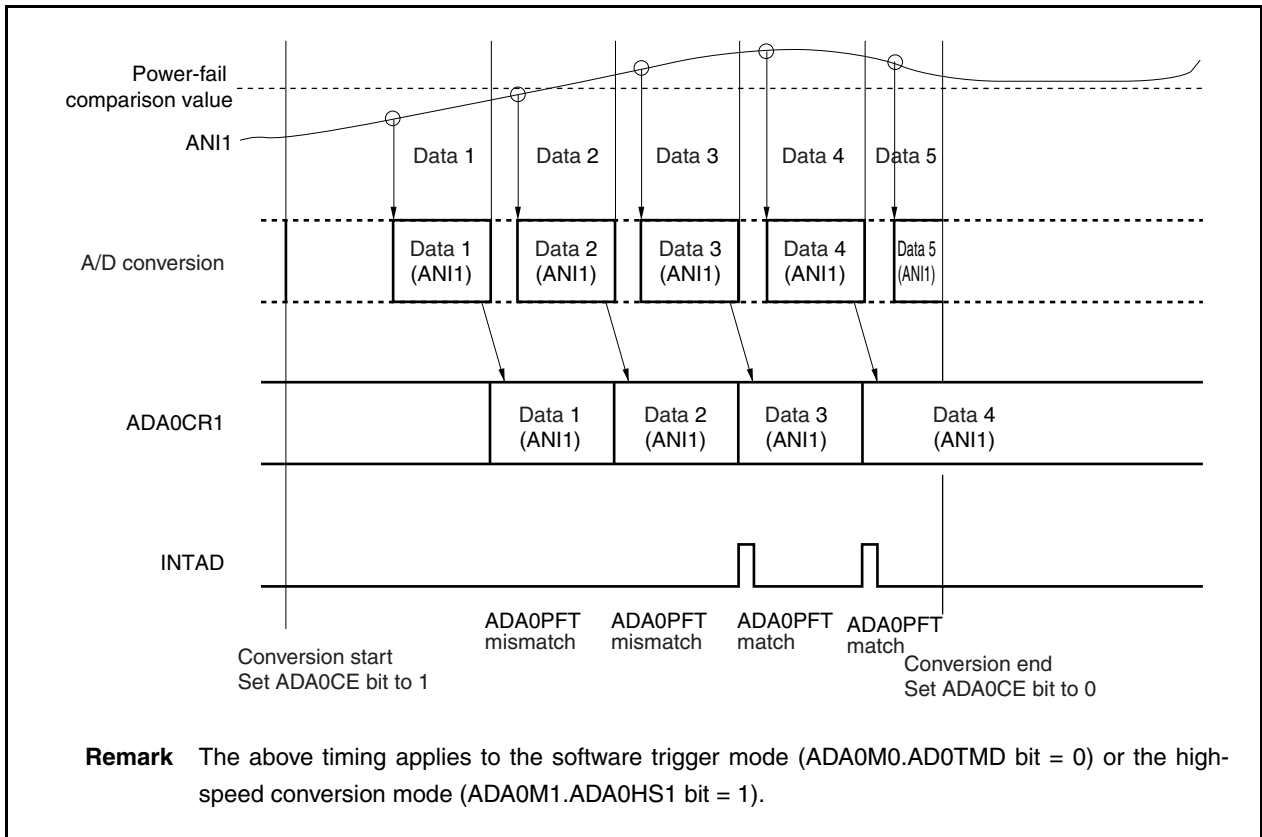 Power-fail
comparison value
ANI1
Data 1
Data 2
Data 3
Data 4
Data 5
A/D conversion
Data 1
(ANI1)
Data 2
(ANI1)
Data 3
(ANI1)
Data 4
(ANI1)
Data 5
(ANI1)
ADA0CR1
Data 1
(ANI1)
Data 2
(ANI1)
Data 3
(ANI1)
Data 4
(ANI1)
INTAD
ADA0PFT
mismatch
ADA0PFT
mismatch
ADA0PFT
match
ADA0PFT
match
Conversion start
Set ADA0CE bit to 1
Conversion end
Set ADA0CE bit to 0
Remark The above timing applies to the software trigger mode (ADA0M0.AD0TMD bit = 0) or the high-
speed conversion mode (ADA0M1.ADA0HS1 bit = 1).